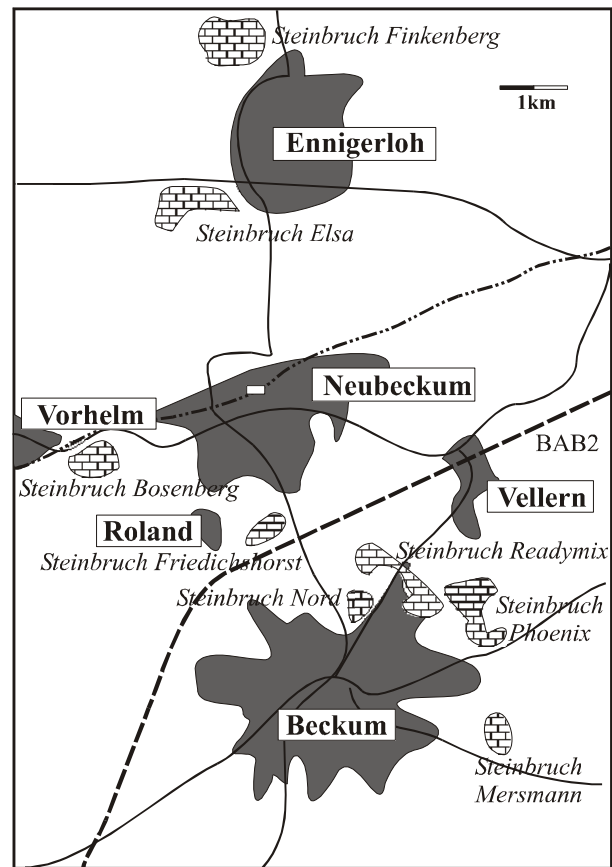 Steinbruch Finkenberg
1km
Ennigerloh
Steinbruch Elsa
Neubeckum
Vorhelm
BAB2
Steinbruch Bosenberg
Vellern
Roland
Steinbruch Friedichshorst
Steinbruch Readymix
Steinbruch Nord
Steinbruch
Phoenix
Beckum
Steinbruch
Mersmann